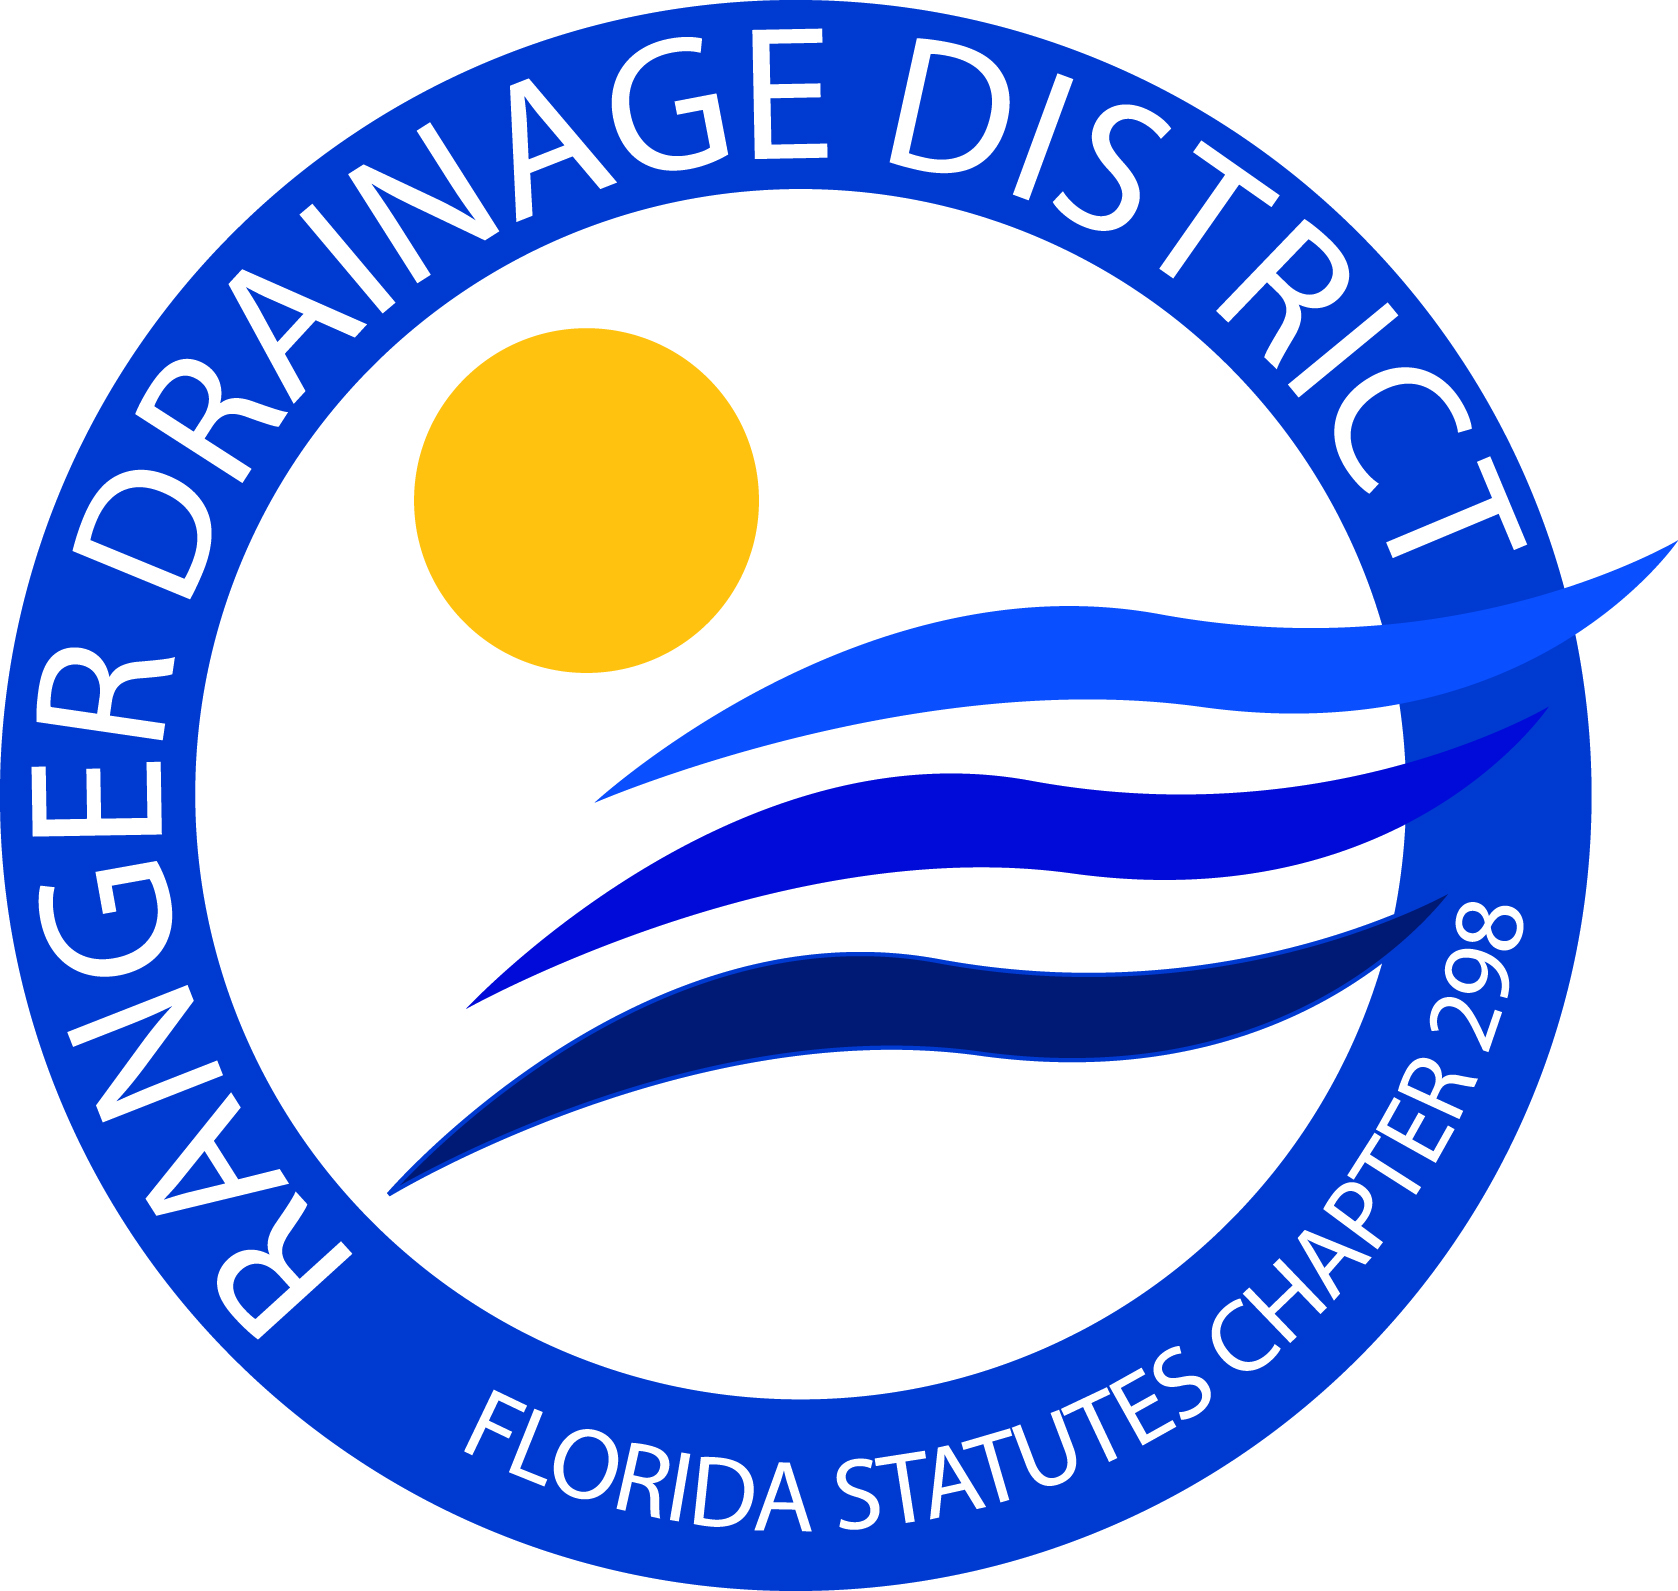 RANGER DRAINAGE DISTRICT
FLORIDA STATUTES CHAPTER 298